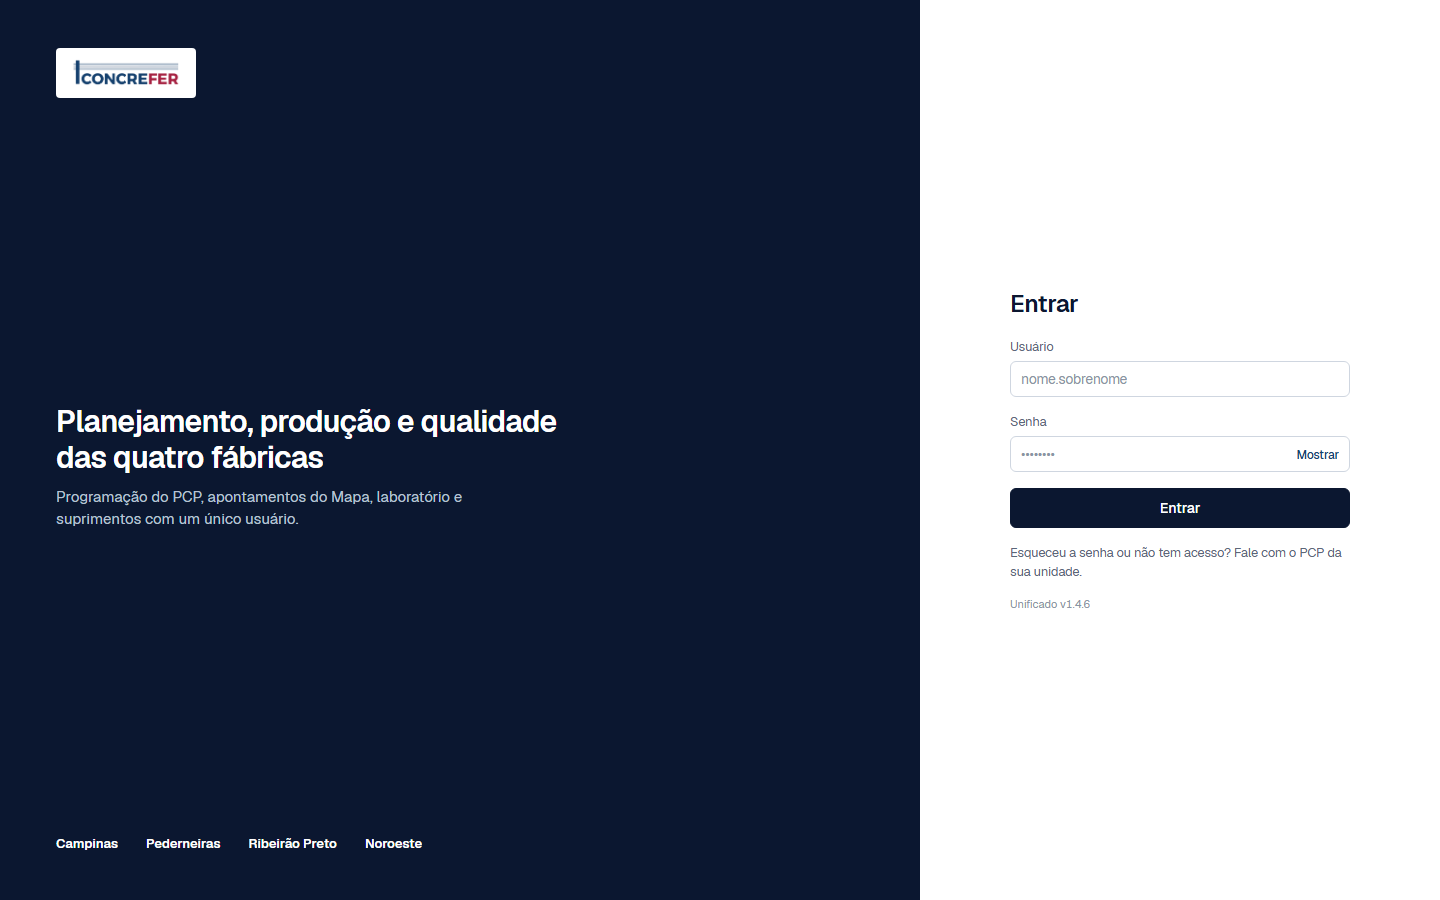 CONCREFER
Planejamento, produção e qualidade
das quatro fábricas
Programação do PCP, apontamentos do Mapa, laboratório e
suprimentos com um único usuário.
Campinas Pederneiras Ribeirão Preto Noroeste
Entrar
Usuário
nome.sobrenome
Senha
•••••••• Mostrar
Entrar
Esqueceu a senha ou não tem acesso? Fale com o PCP da
sua unidade.
Unificado v1.4.6